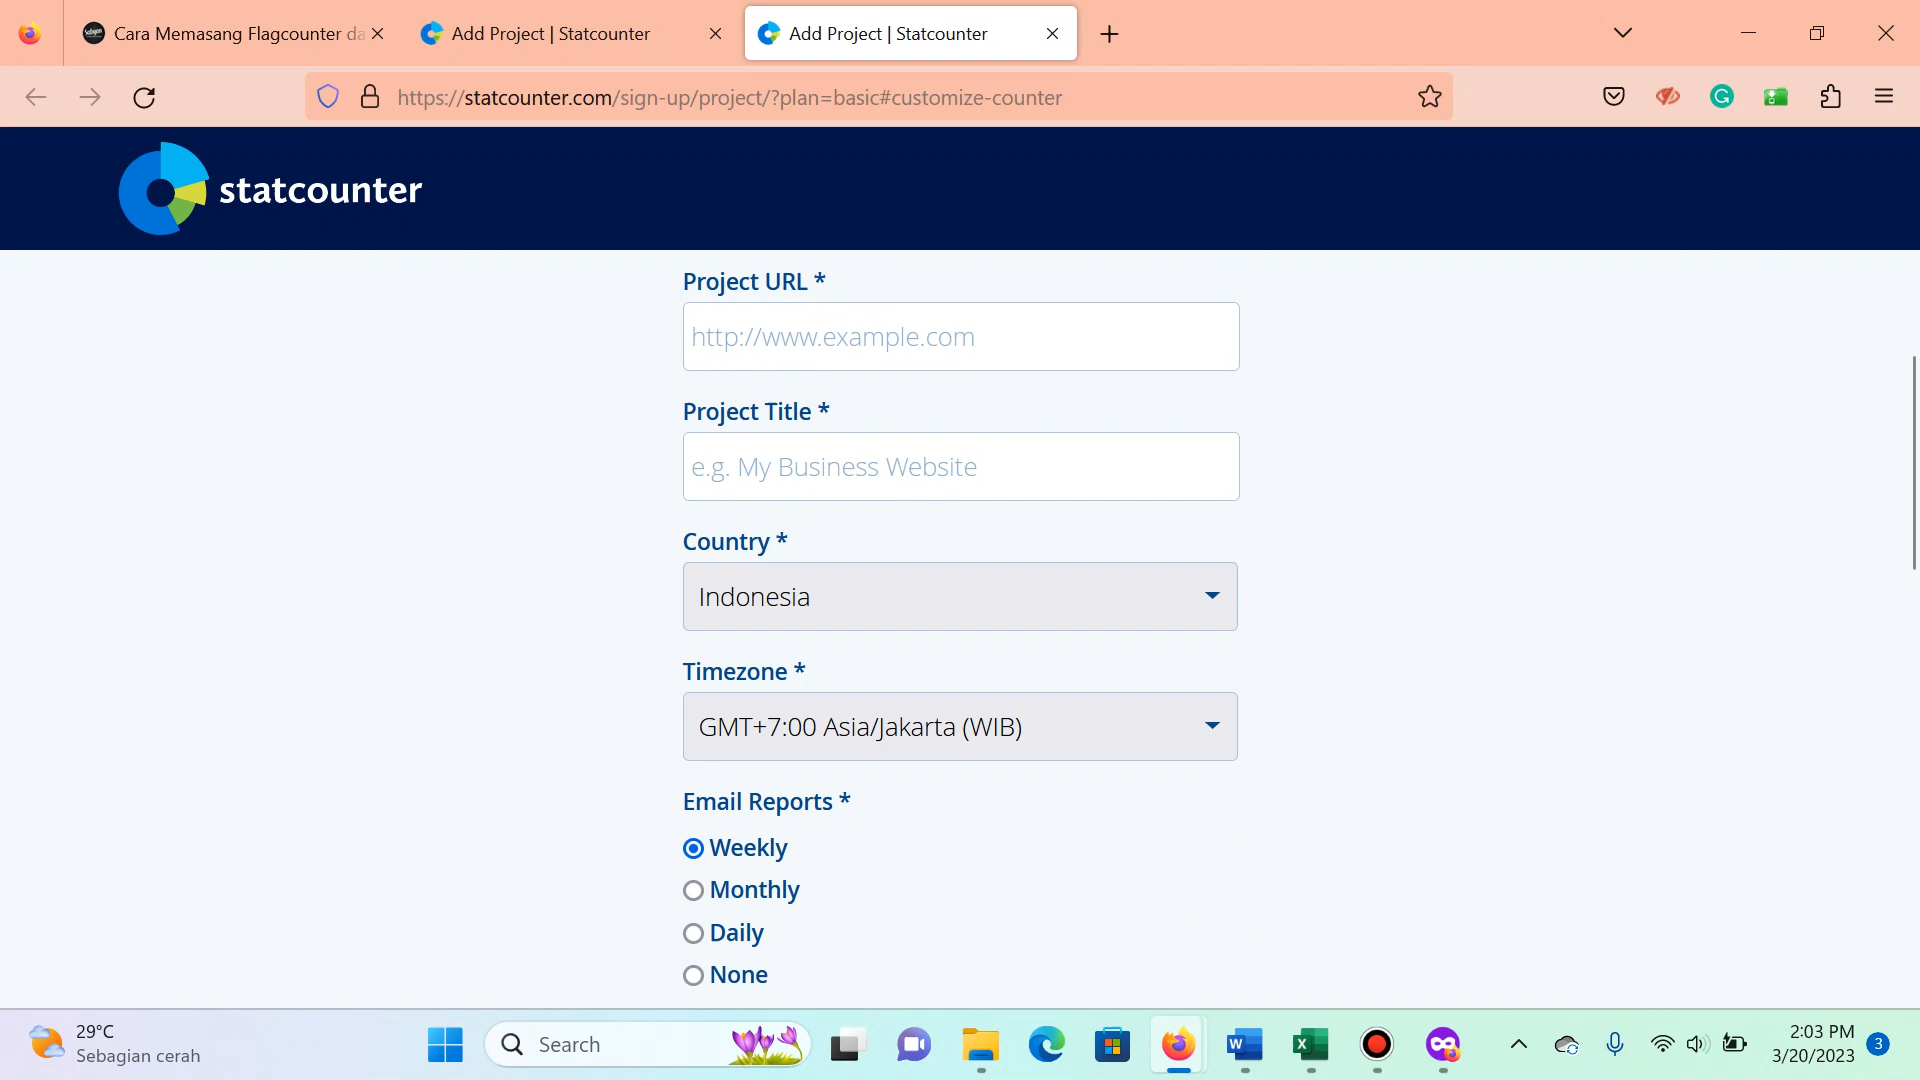 Cara Memasang Flagcounter da
Add Project | Statcounter
Add Project | Statcounter
https://statcounter.com/sign-up/project/?plan=basic#customize-counter
statcounter
Project URL *
http://www.example.com
Project Title *
e.g. My Business Website
Country *
Indonesia
Timezone *
GMT+7:00 Asia/Jakarta (WIB)
Email Reports *
Weekly
Monthly
Daily
None
29°C
Sebagian cerah
Search
2:03 PM
3/20/2023
3